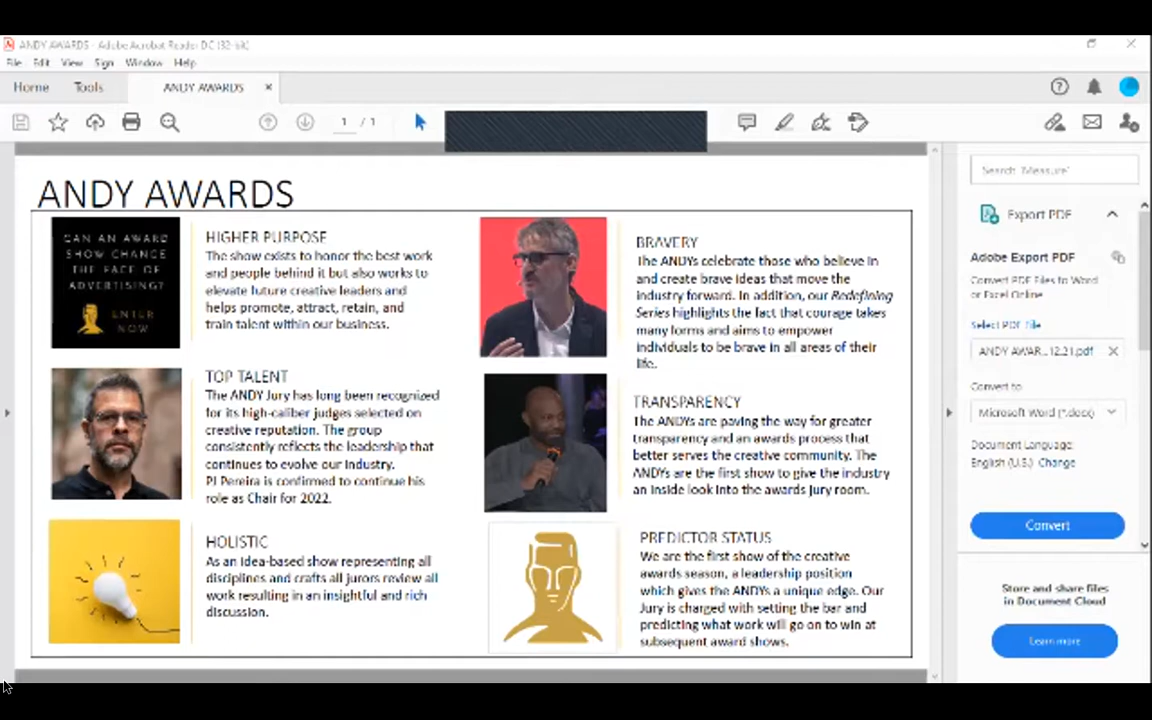 ANDY AWARDS - Adobe Acrobat Reader DC (32-bit)
File Edit View Sign Window Help
Home Tools ANDY AWARDS ×
1 / 1
Search 'Measure'
Export PDF
Adobe Export PDF
Convert PDF Files to Word
or Excel Online
Select PDF File
ANDY AWAR...12.21.pdf ×
Convert to
Microsoft Word (*.docx)
Document Language:
English (U.S.) Change
Convert
Store and share files
in Document Cloud
Learn more
ANDY AWARDS
CAN AN AWARD
SHOW CHANGE
THE FACE OF
ADVERTISING?
ENTER
NOW
HIGHER PURPOSE
The show exists to honor the best work
and people behind it but also works to
elevate future creative leaders and
helps promote, attract, retain, and
train talent within our business.
TOP TALENT
The ANDY Jury has long been recognized
for its high-caliber judges selected on
creative reputation. The group
consistently reflects the leadership that
continues to evolve our industry.
PJ Pereira is confirmed to continue his
role as Chair for 2022.
HOLISTIC
As an idea-based show representing all
disciplines and crafts all jurors review all
work resulting in an insightful and rich
discussion.
BRAVERY
The ANDYs celebrate those who believe in
and create brave ideas that move the
industry forward. In addition, our Redefining
Series highlights the fact that courage takes
many forms and aims to empower
individuals to be brave in all areas of their
life.
TRANSPARENCY
The ANDYs are paving the way for greater
transparency and an awards process that
better serves the creative community. The
ANDYs are the first show to give the industry
an inside look into the awards jury room.
PREDICTOR STATUS
We are the first show of the creative
awards season, a leadership position
which gives the ANDYs a unique edge. Our
Jury is charged with setting the bar and
predicting what work will go on to win at
subsequent award shows.